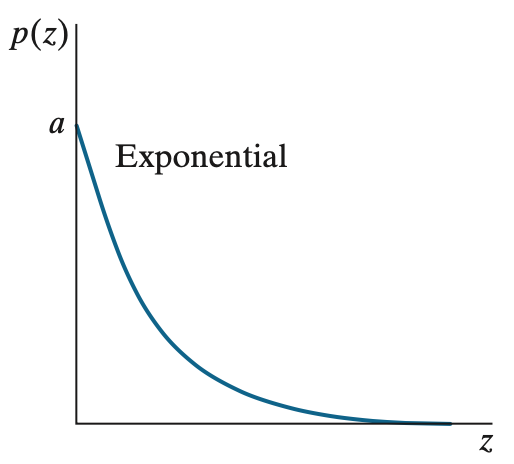 p(z)
a
Exponential
z